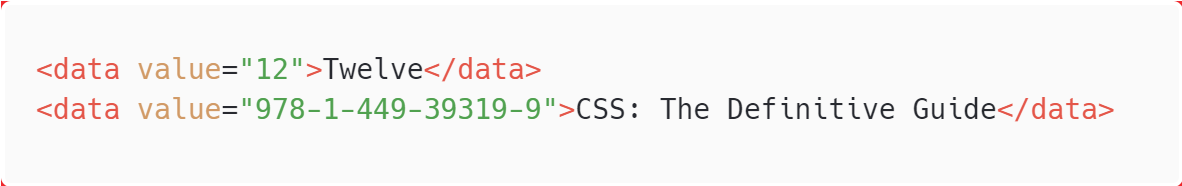 <data value="12">Twelve</data>
<data value="978-1-449-39319-9">CSS: The Definitive Guide</data>